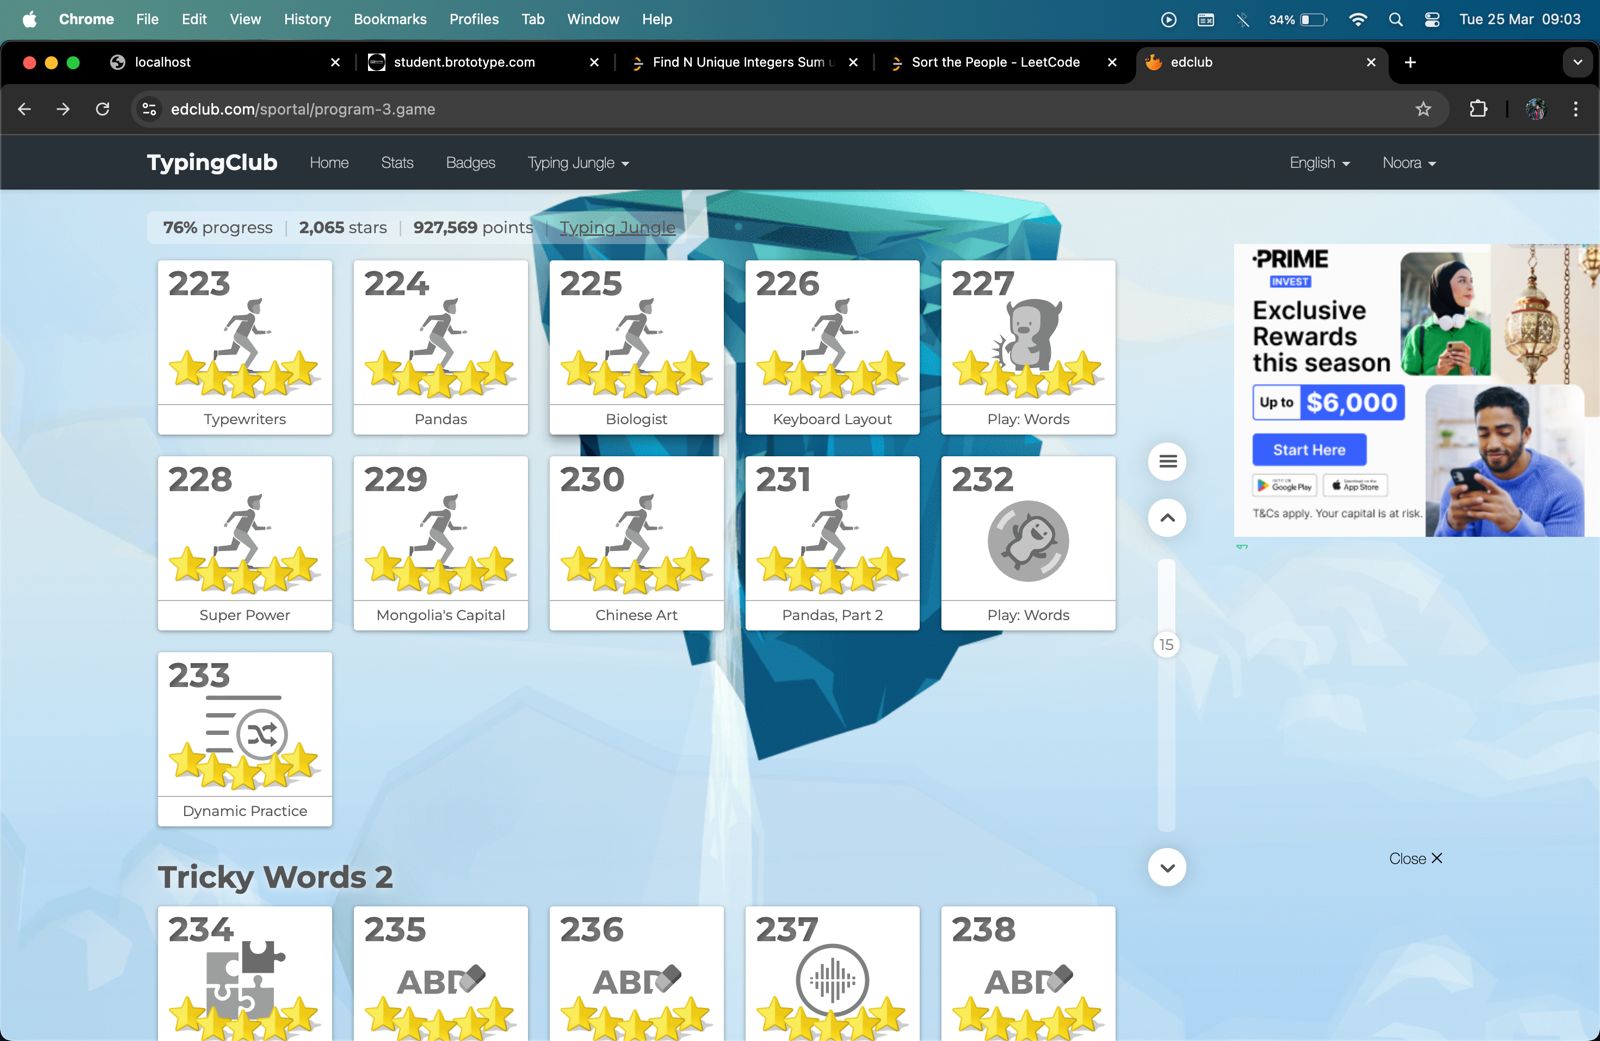 Chrome File Edit View History Bookmarks Profiles Tab Window Help 34% Tue 25 Mar 09:03
localhost student.brototype.com Find N Unique Integers Sum u Sort the People - LeetCode edclub
edclub.com/sportal/program-3.game
TypingClub Home Stats Badges Typing Jungle English Noora
76% progress | 2,065 stars | 927,569 points | Typing Jungle
223 224 225 226 227
Typewriters Pandas Biologist Keyboard Layout Play: Words
228 229 230 231 232
Super Power Mongolia's Capital Chinese Art Pandas, Part 2 Play: Words
233
Dynamic Practice
15
Tricky Words 2
234 235 236 237 238
ABD ABD ABD
PRIME
INVEST
Exclusive
Rewards
this season
Up to $6,000
Start Here
Google Play App Store
T&Cs apply. Your capital is at risk.
Close